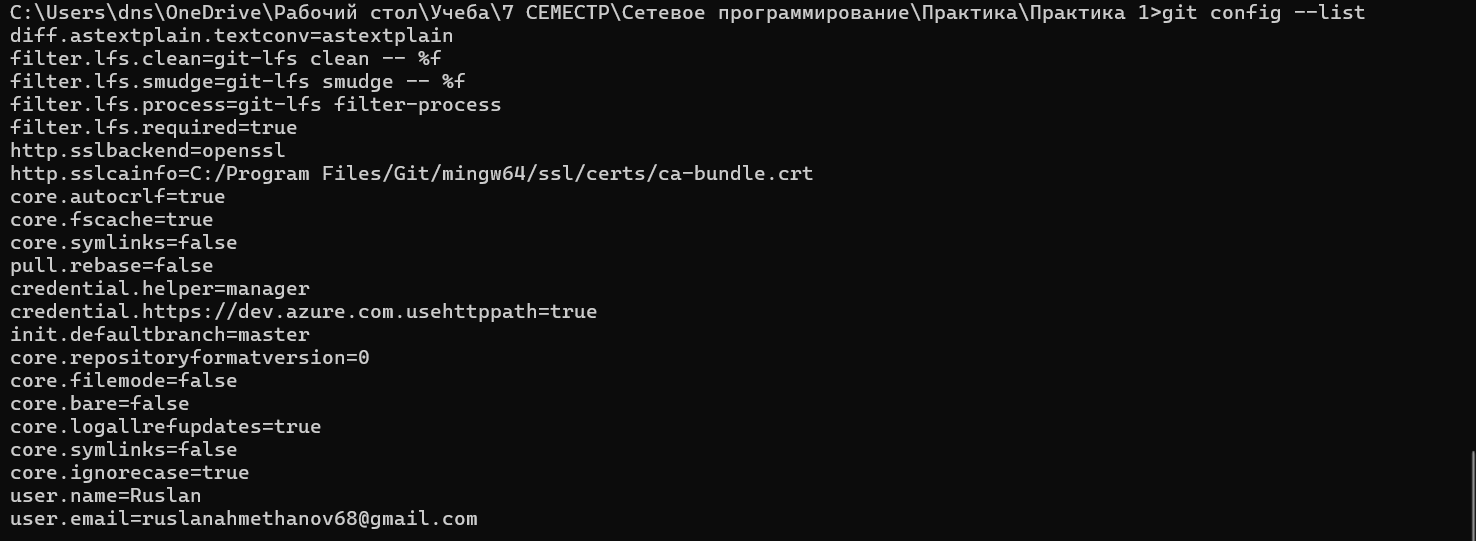 C:\Users\dns\OneDrive\Рабочий стол\Учеба\7 СЕМЕСТР\Сетевое программирование\Практика\Практика 1>git config --list
diff.astextplain.textconv=astextplain
filter.lfs.clean=git-lfs clean -- %f
filter.lfs.smudge=git-lfs smudge -- %f
filter.lfs.process=git-lfs filter-process
filter.lfs.required=true
http.sslbackend=openssl
http.sslcainfo=C:/Program Files/Git/mingw64/ssl/certs/ca-bundle.crt
core.autocrlf=true
core.fscache=true
core.symlinks=false
pull.rebase=false
credential.helper=manager
credential.https://dev.azure.com.usehttppath=true
init.defaultbranch=master
core.repositoryformatversion=0
core.filemode=false
core.bare=false
core.logallrefupdates=true
core.symlinks=false
core.ignorecase=true
user.name=Ruslan
user.email=ruslanahmethanov68@gmail.com